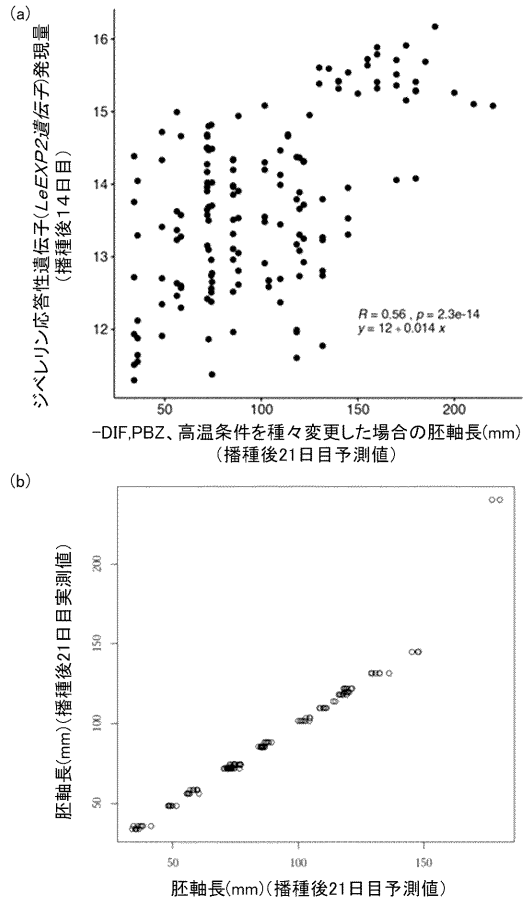 (a)
ジベレリン応答性遺伝子(LeEXP2遺伝子)発現量
(播種後14日目)
16
15
14
13
12
R = 0.56 , p = 2.3e-14
y = 12 + 0.014 x
50
100
150
200
-DIF,PBZ、高温条件を種々変更した場合の胚軸長(mm)
(播種後21日目予測値)
(b)
胚軸長(mm)(播種後21日目実測値)
200
150
100
50
50
100
150
胚軸長(mm)(播種後21日目予測値)